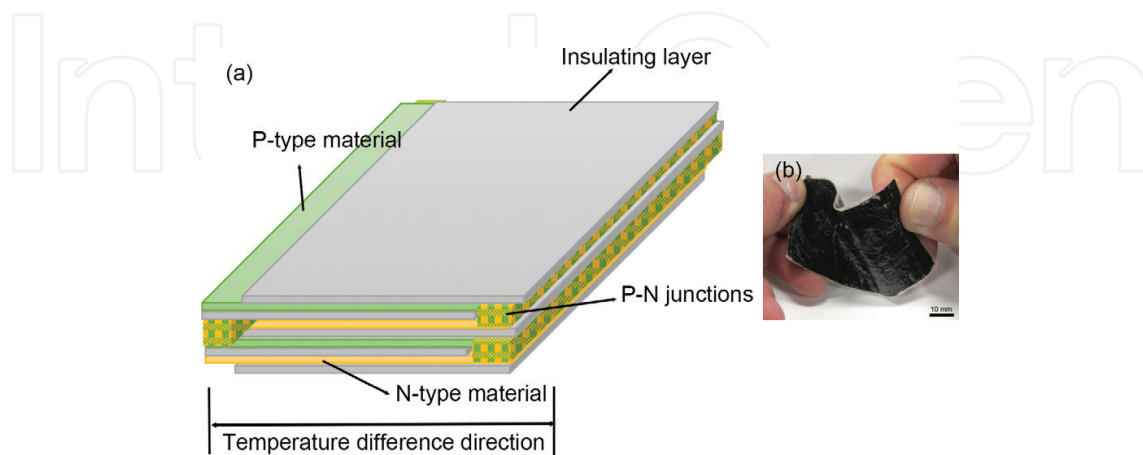 (a)
Insulating layer
P-type material
(b)
P-N junctions
10 mm
N-type material
Temperature difference direction